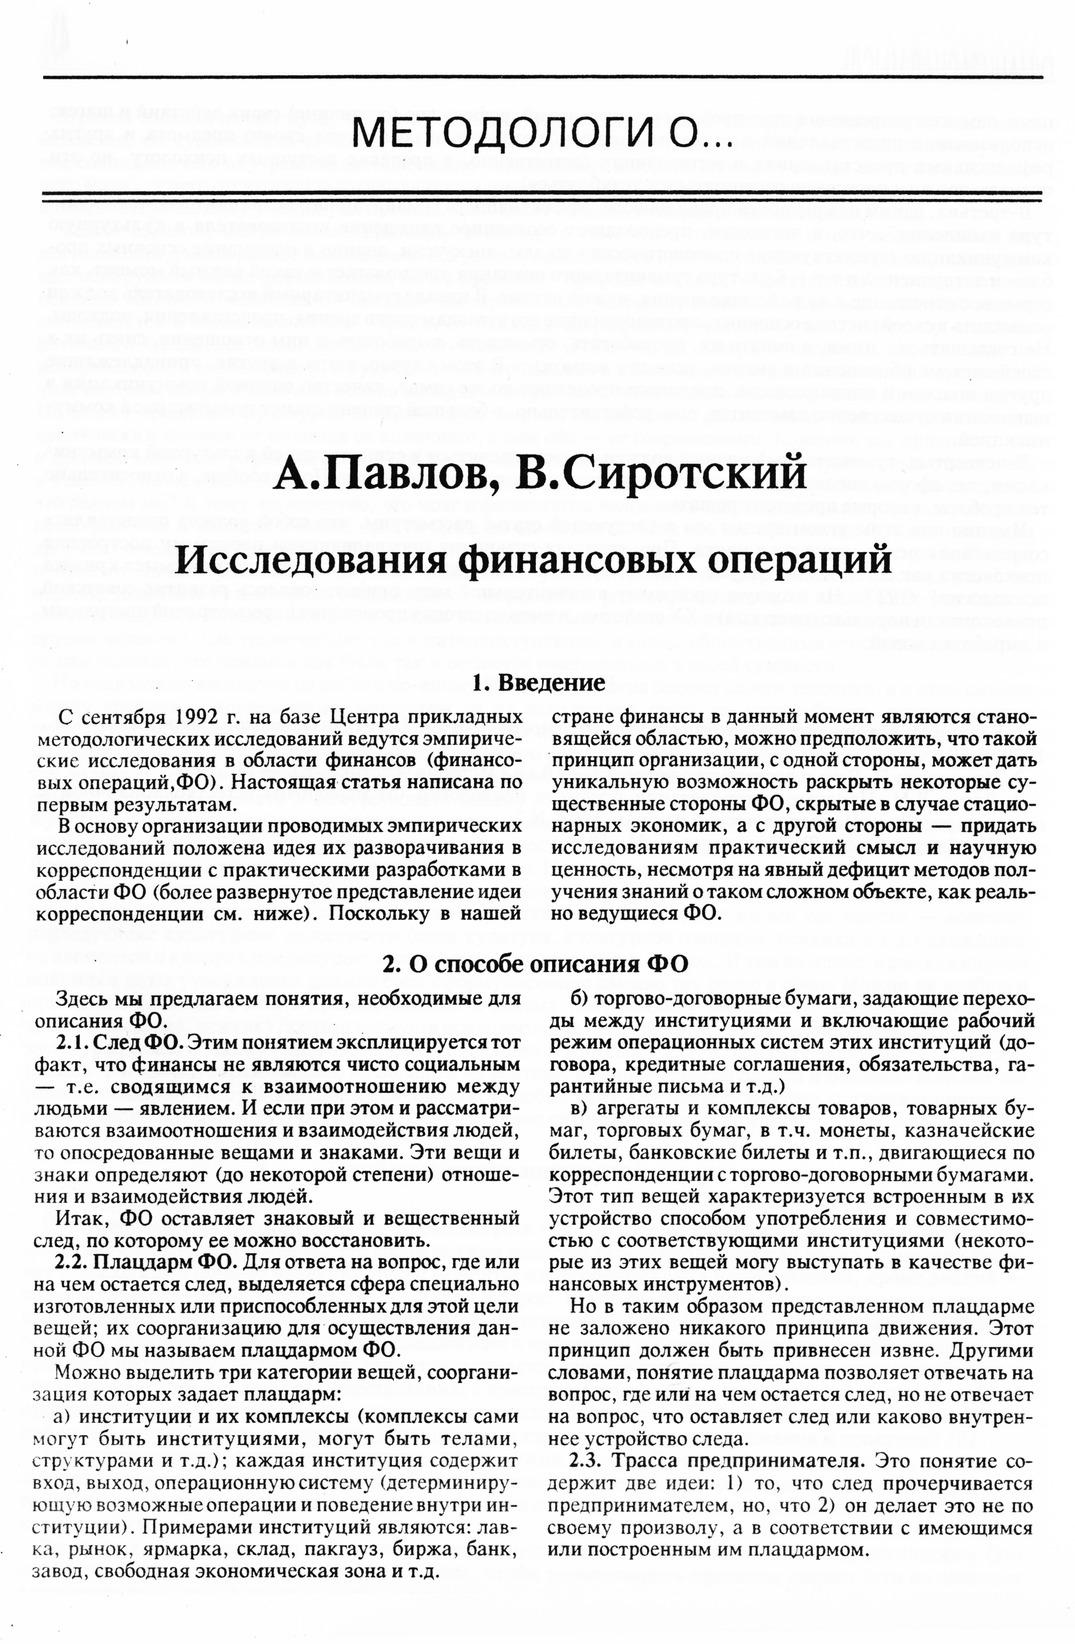 МЕТОДОЛОГИ О...
А.Павлов, В.Сиротский
Исследования финансовых операций
1. Введение
С сентября 1992 г. на базе Центра прикладных
методологических исследований ведутся эмпириче-
ские исследования в области финансов (финансо-
вых операций,ФО). Настоящая статья написана по
первым результатам.
В основу организации проводимых эмпирических
исследований положена идея их разворачивания в
корреспонденции с практическими разработками в
области ФО (более развернутое представление идеи
корреспонденции см. ниже). Поскольку в нашей
стране финансы в данный момент являются стано-
вящейся областью, можно предположить, что такой
принцип организации, с одной стороны, может дать
уникальную возможность раскрыть некоторые су-
щественные стороны ФО, скрытые в случае стацио-
нарных экономик, а с другой стороны — придать
исследованиям практический смысл и научную
ценность, несмотря на явный дефицит методов пол-
учения знаний о таком сложном объекте, как реаль-
но ведущиеся ФО.
2. О способе описания ФО
Здесь мы предлагаем понятия, необходимые для
описания ФО.
2.1. След ФО. Этим понятием эксплицируется тот
факт, что финансы не являются чисто социальным
— т.е. сводящимся к взаимоотношению между
людьми — явлением. И если при этом и рассматри-
ваются взаимоотношения и взаимодействия людей,
то опосредованные вещами и знаками. Эти вещи и
знаки определяют (до некоторой степени) отноше-
ния и взаимодействия людей.
Итак, ФО оставляет знаковый и вещественный
след, по которому ее можно восстановить.
2.2. Плацдарм ФО. Для ответа на вопрос, где или
на чем остается след, выделяется сфера специально
изготовленных или приспособленных для этой цели
вещей; их соорганизацию для осуществления дан-
ной ФО мы называем плацдармом ФО.
Можно выделить три категории вещей, сооргани-
зация которых задает плацдарм:
а) институции и их комплексы (комплексы сами
могут быть институциями, могут быть телами,
структурами и т.д.); каждая институция содержит
вход, выход, операционную систему (детерминиру-
ющую возможные операции и поведение внутри ин-
ституции). Примерами институций являются: лав-
ка, рынок, ярмарка, склад, пакгауз, биржа, банк,
завод, свободная экономическая зона и т.д.
б) торгово-договорные бумаги, задающие перехо-
ды между институциями и включающие рабочий
режим операционных систем этих институций (до-
говора, кредитные соглашения, обязательства, га-
рантийные письма и т.д.)
в) агрегаты и комплексы товаров, товарных бу-
маг, торговых бумаг, в т.ч. монеты, казначейские
билеты, банковские билеты и т.п., двигающиеся по
корреспонденции с торгово-договорными бумагами.
Этот тип вещей характеризуется встроенным в их
устройство способом употребления и совместимо-
стью с соответствующими институциями (некото-
рые из этих вещей могу выступать в качестве фи-
нансовых инструментов).
Но в таким образом представленном плацдарме
не заложено никакого принципа движения. Этот
принцип должен быть привнесен извне. Другими
словами, понятие плацдарма позволяет отвечать на
вопрос, где или на чем остается след, но не отвечает
на вопрос, что оставляет след или каково внутрен-
нее устройство следа.
2.3. Трасса предпринимателя. Это понятие со-
держит две идеи: 1) то, что след прочерчивается
предпринимателем, но, что 2) он делает это не по
своему произволу, а в соответствии с имеющимся
или построенным им плацдармом.